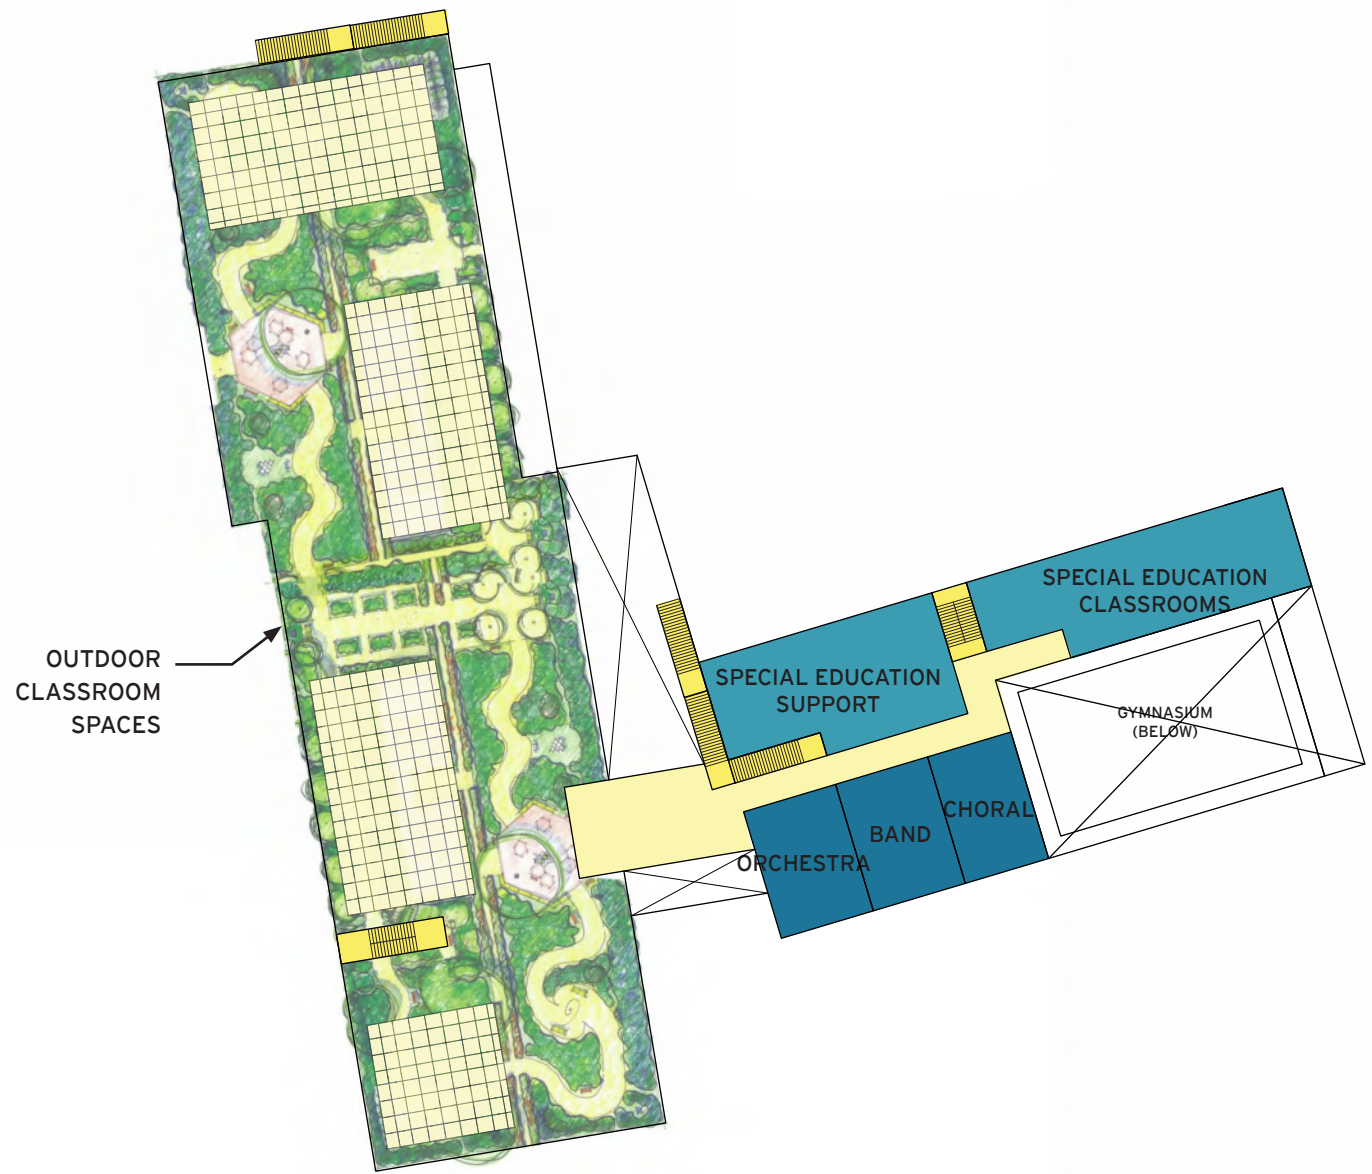 SPECIAL EDUCATION
CLASSROOMS
OUTDOOR
CLASSROOM
SPACES
SPECIAL EDUCATION
SUPPORT
GYMNASIUM
(BELOW)
CHORAL
BAND
ORCHESTRA